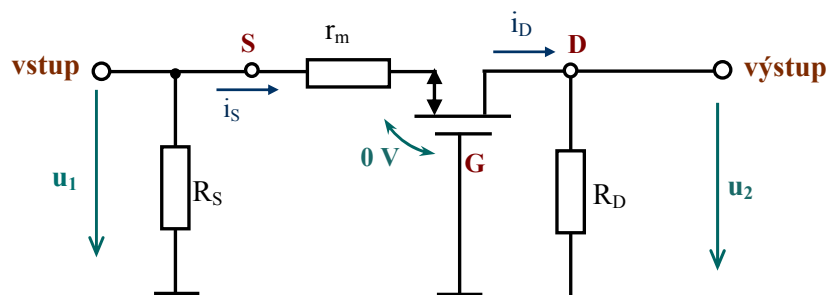 vstup
S
r_m
i_D
D
výstup
i_S
0 V
G
u_1
R_S
R_D
u_2